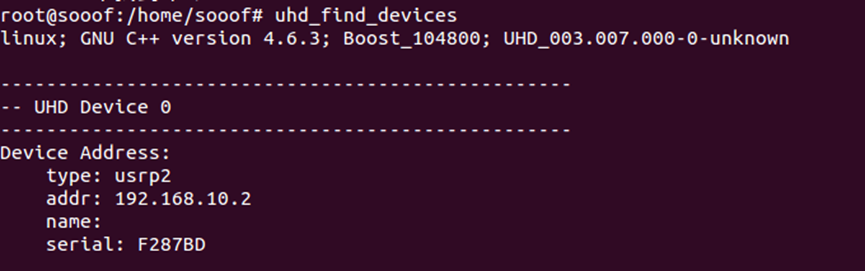 root@sooof:/home/sooof# uhd_find_devices
linux; GNU C++ version 4.6.3; Boost_104800; UHD_003.007.000-0-unknown
--------------------------------------------------
-- UHD Device 0
--------------------------------------------------
Device Address:
    type: usrp2
    addr: 192.168.10.2
    name:
    serial: F287BD